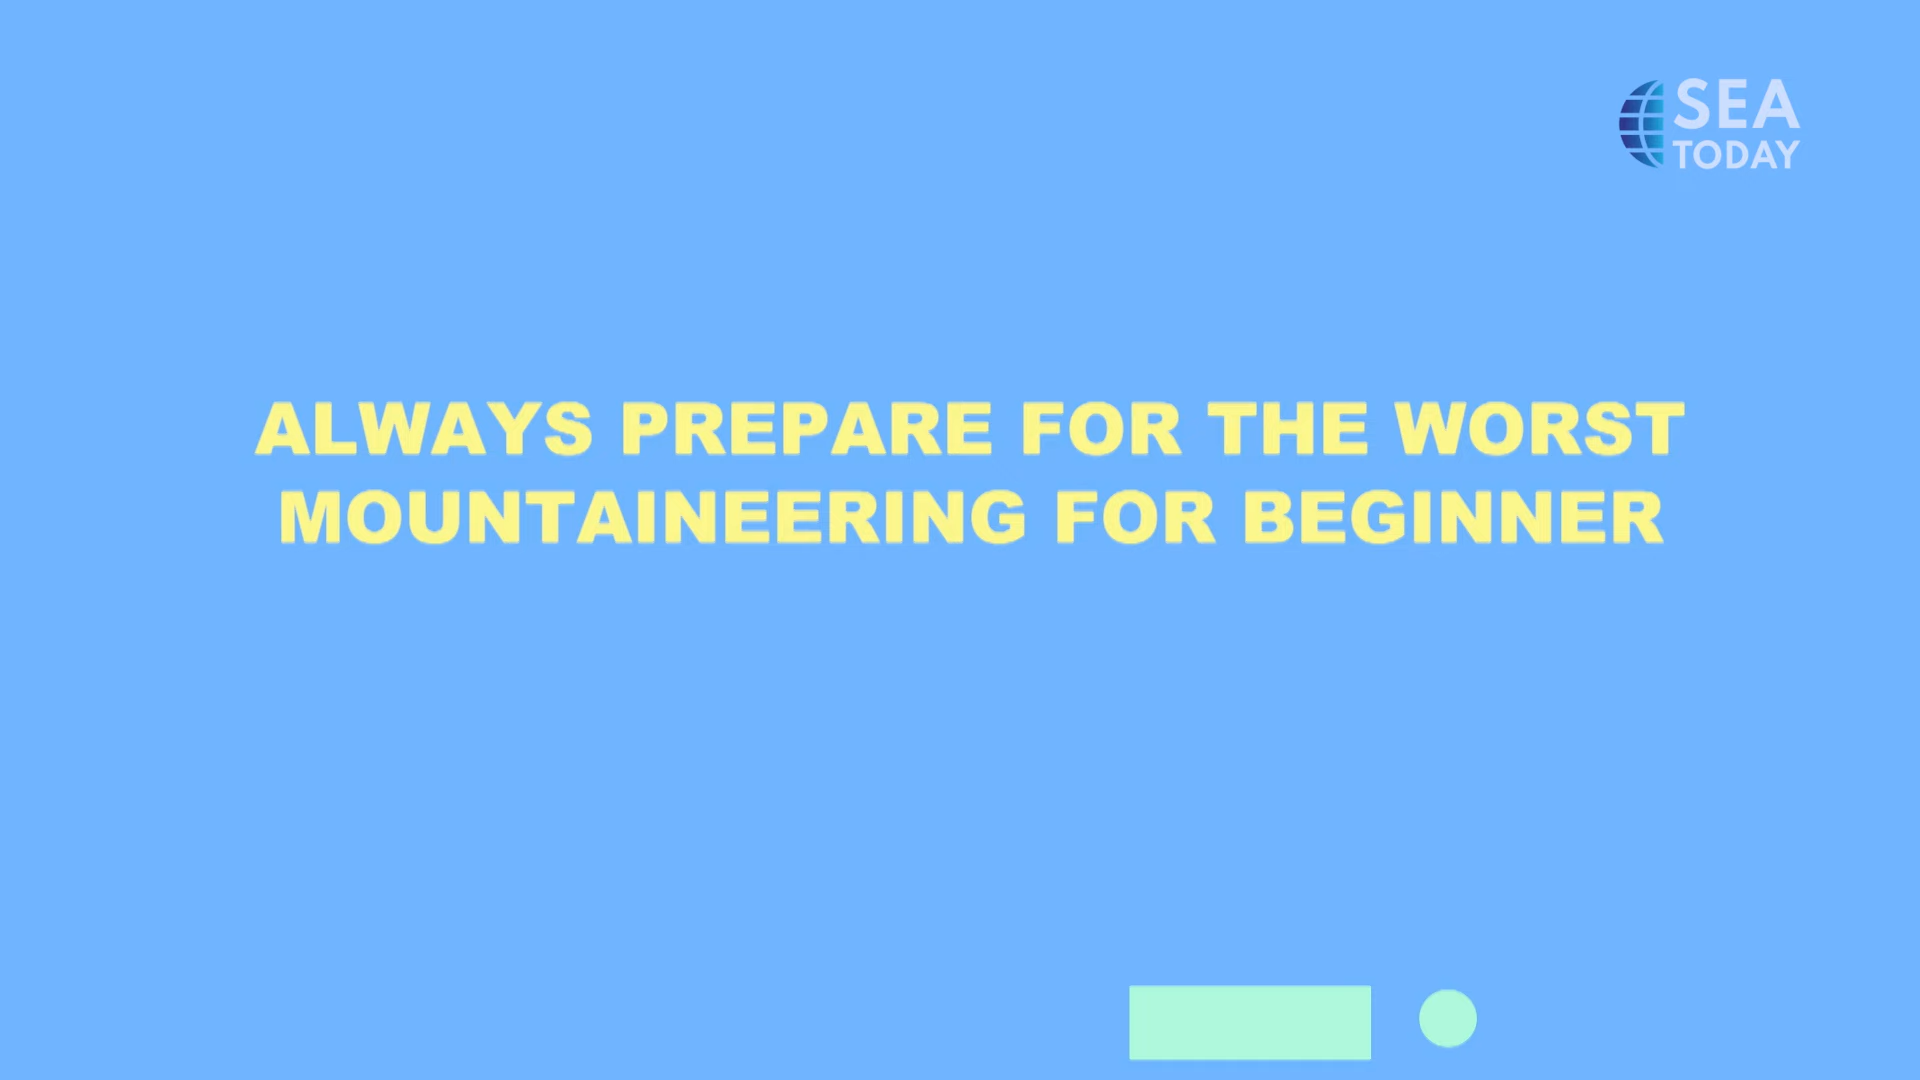 SEA
TODAY
ALWAYS PREPARE FOR THE WORST
MOUNTAINEERING FOR BEGINNER